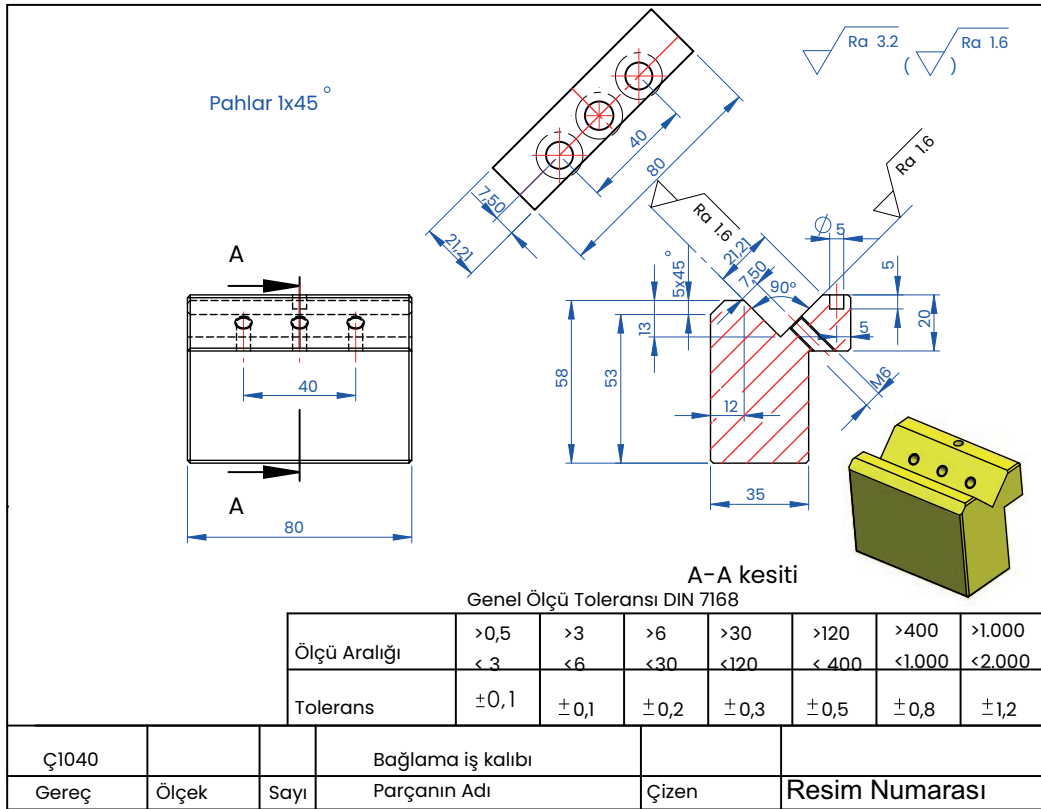 Pahlar 1x45 °
Ra 3.2
( Ra 1.6 )
40
80
7,50
21,21
Ra 1.6
Ra 1.6
A
A
40
80
5x45 °
21,21
7,50
90°
Ø 5
5
20
5
13
58
53
12
35
M6
A-A kesiti
Genel Ölçü Toleransı DIN 7168
Ölçü Aralığı >0,5 < 3 >3 <6 >6 <30 >30 <120 >120 < 400 >400 <1.000 >1.000 <2.000
Tolerans ±0,1 ±0,1 ±0,2 ±0,3 ±0,5 ±0,8 ±1,2
Ç1040 Bağlama iş kalıbı
Gereç Ölçek Sayı Parçanın Adı Çizen Resim Numarası